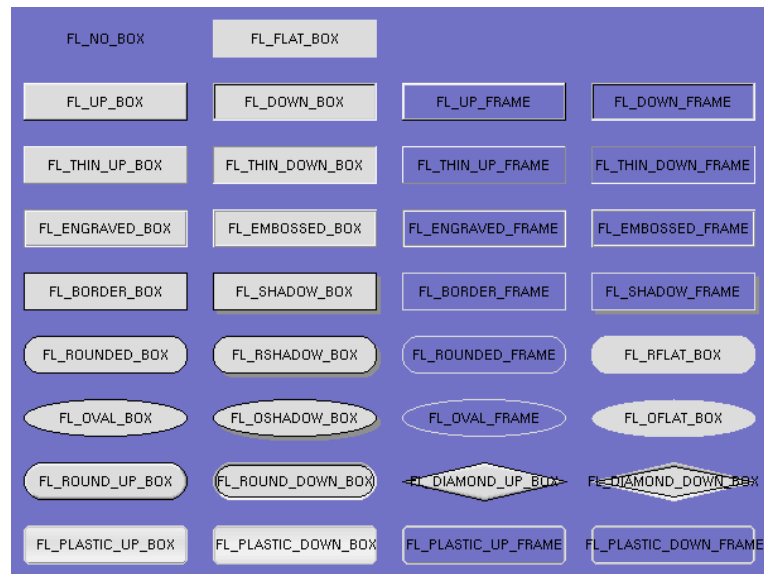 FL_NO_BOX FL_FLAT_BOX
FL_UP_BOX FL_DOWN_BOX FL_UP_FRAME FL_DOWN_FRAME
FL_THIN_UP_BOX FL_THIN_DOWN_BOX FL_THIN_UP_FRAME FL_THIN_DOWN_FRAME
FL_ENGRAVED_BOX FL_EMBOSSED_BOX FL_ENGRAVED_FRAME FL_EMBOSSED_FRAME
FL_BORDER_BOX FL_SHADOW_BOX FL_BORDER_FRAME FL_SHADOW_FRAME
FL_ROUNDED_BOX FL_RSHADOW_BOX FL_ROUNDED_FRAME FL_RFLAT_BOX
FL_OVAL_BOX FL_OSHADOW_BOX FL_OVAL_FRAME FL_OFLAT_BOX
FL_ROUND_UP_BOX FL_ROUND_DOWN_BOX FL_DIAMOND_UP_BOX FL_DIAMOND_DOWN_BOX
FL_PLASTIC_UP_BOX FL_PLASTIC_DOWN_BOX FL_PLASTIC_UP_FRAME FL_PLASTIC_DOWN_FRAME